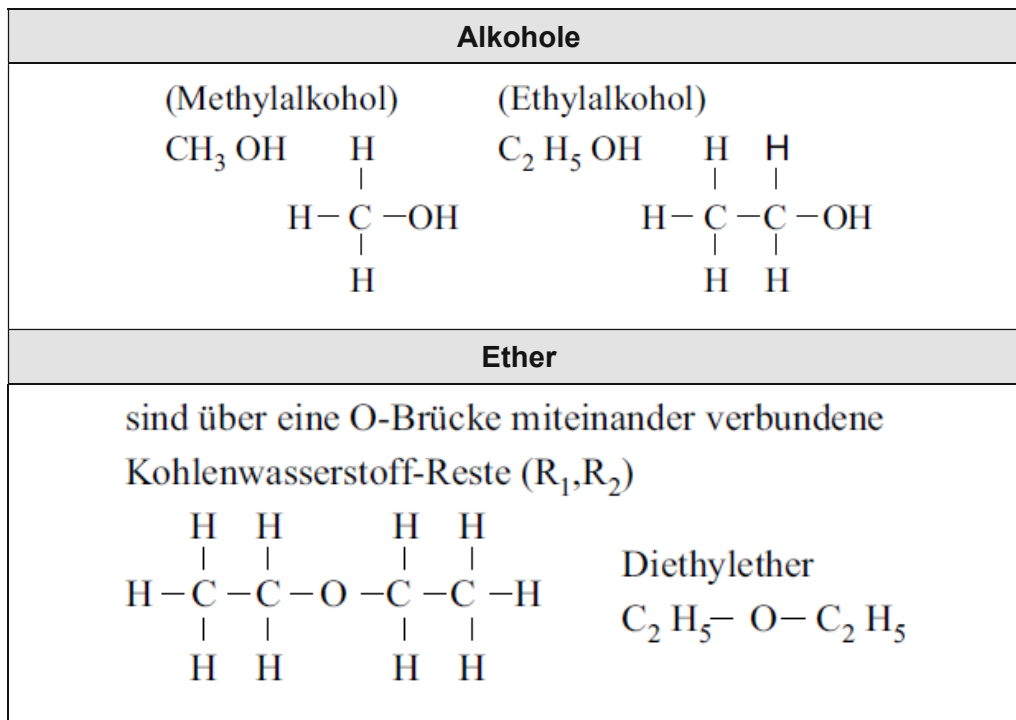 Alkohole
(Methylalkohol) (Ethylalkohol)
CH₃ OH H C₂ H₅ OH H H
H – C – OH H – C – C – OH
H H H
Ether
sind über eine O-Brücke miteinander verbundene
Kohlenwasserstoff-Reste (R₁,R₂)
H H H H
Diethylether
H – C – C – O – C – C – H
C₂ H₅ – O – C₂ H₅
H H H H